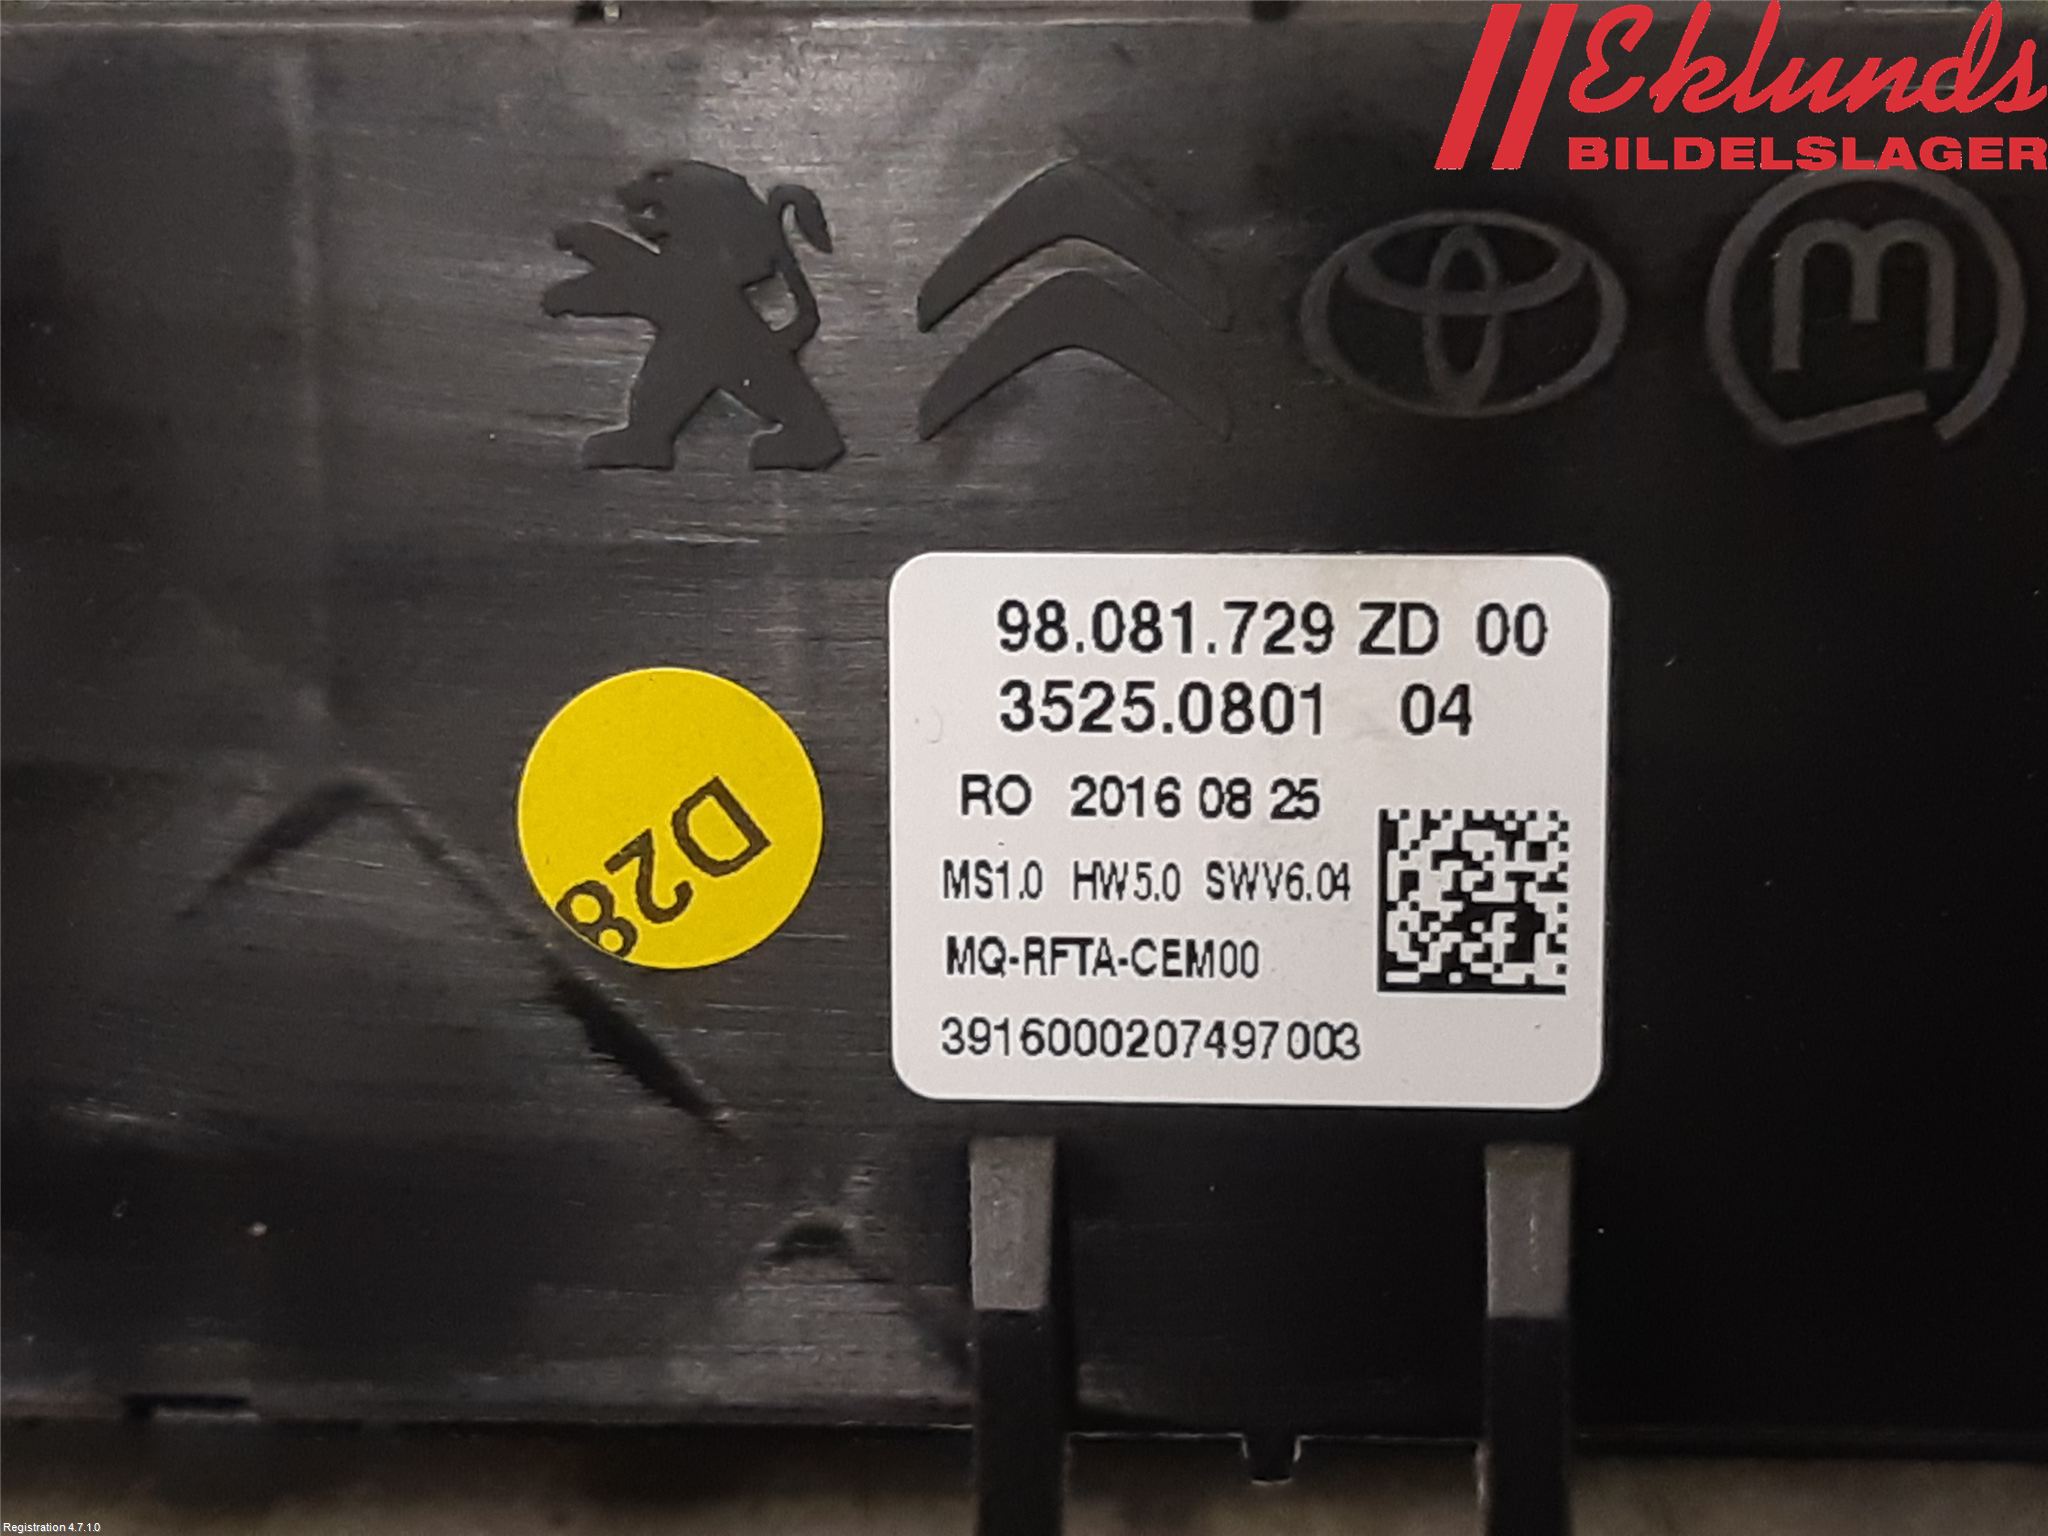 Eklunds
BILDELSLAGER
98.081.729 ZD 00
3525.0801 04
RO 2016 08 25
MS1.0 HW5.0 SWV6.04
MQ-RFTA-CEM00
3916000207497003
D28
Registration 4.7.1.0